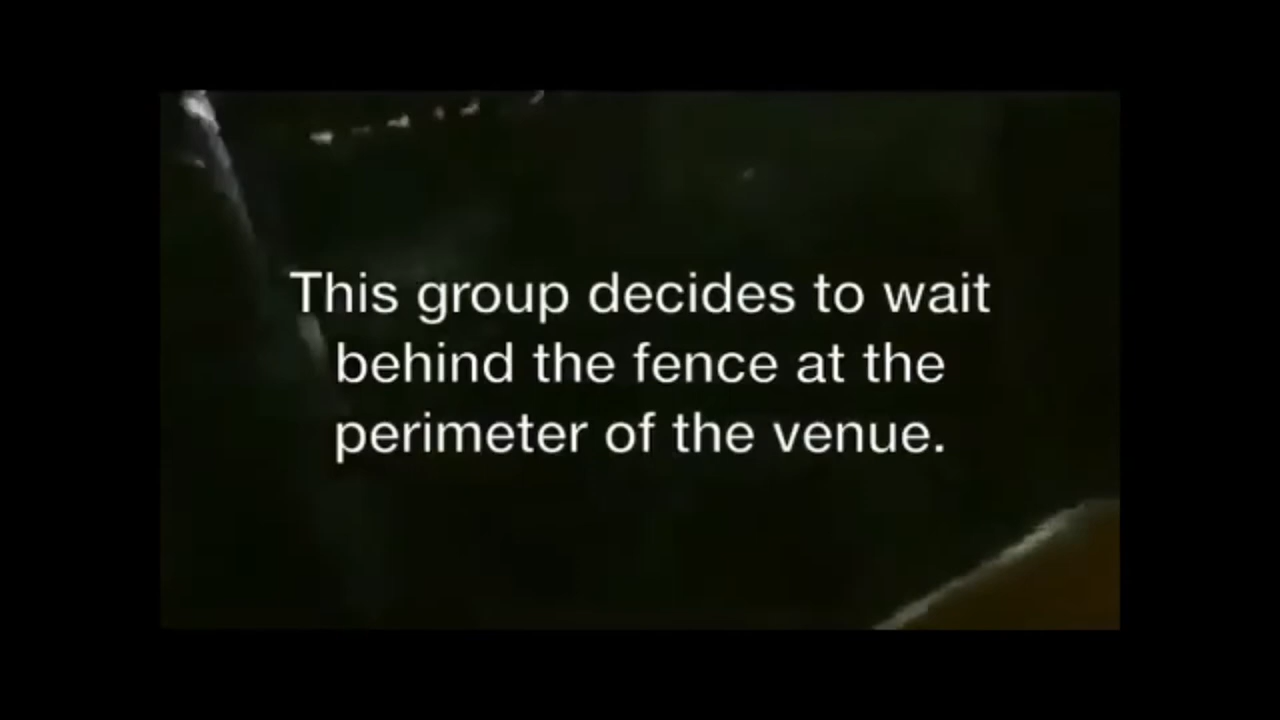 This group decides to wait
behind the fence at the
perimeter of the venue.